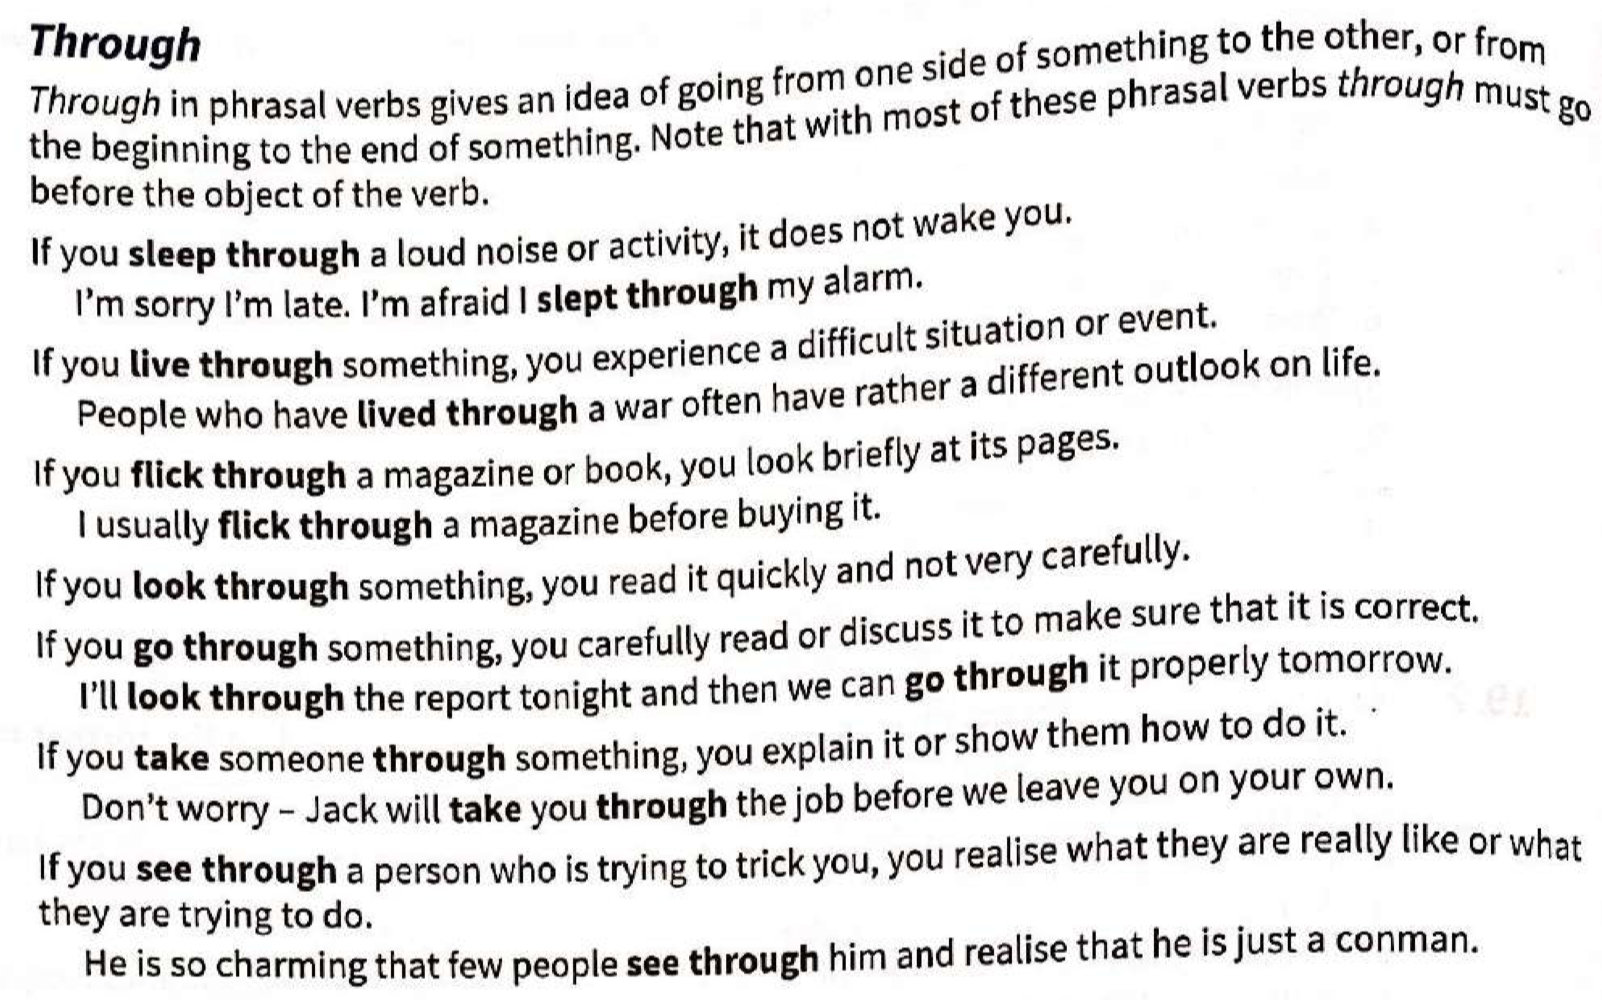 Through
Through in phrasal verbs gives an idea of going from one side of something to the other, or from
the beginning to the end of something. Note that with most of these phrasal verbs through must go
before the object of the verb.
If you sleep through a loud noise or activity, it does not wake you.
I'm sorry I'm late. I'm afraid I slept through my alarm.
If you live through something, you experience a difficult situation or event.
People who have lived through a war often have rather a different outlook on life.
If you flick through a magazine or book, you look briefly at its pages.
I usually flick through a magazine before buying it.
If you look through something, you read it quickly and not very carefully.
If you go through something, you carefully read or discuss it to make sure that it is correct.
I'll look through the report tonight and then we can go through it properly tomorrow.
If you take someone through something, you explain it or show them how to do it.
Don't worry – Jack will take you through the job before we leave you on your own.
If you see through a person who is trying to trick you, you realise what they are really like or what
they are trying to do.
He is so charming that few people see through him and realise that he is just a conman.